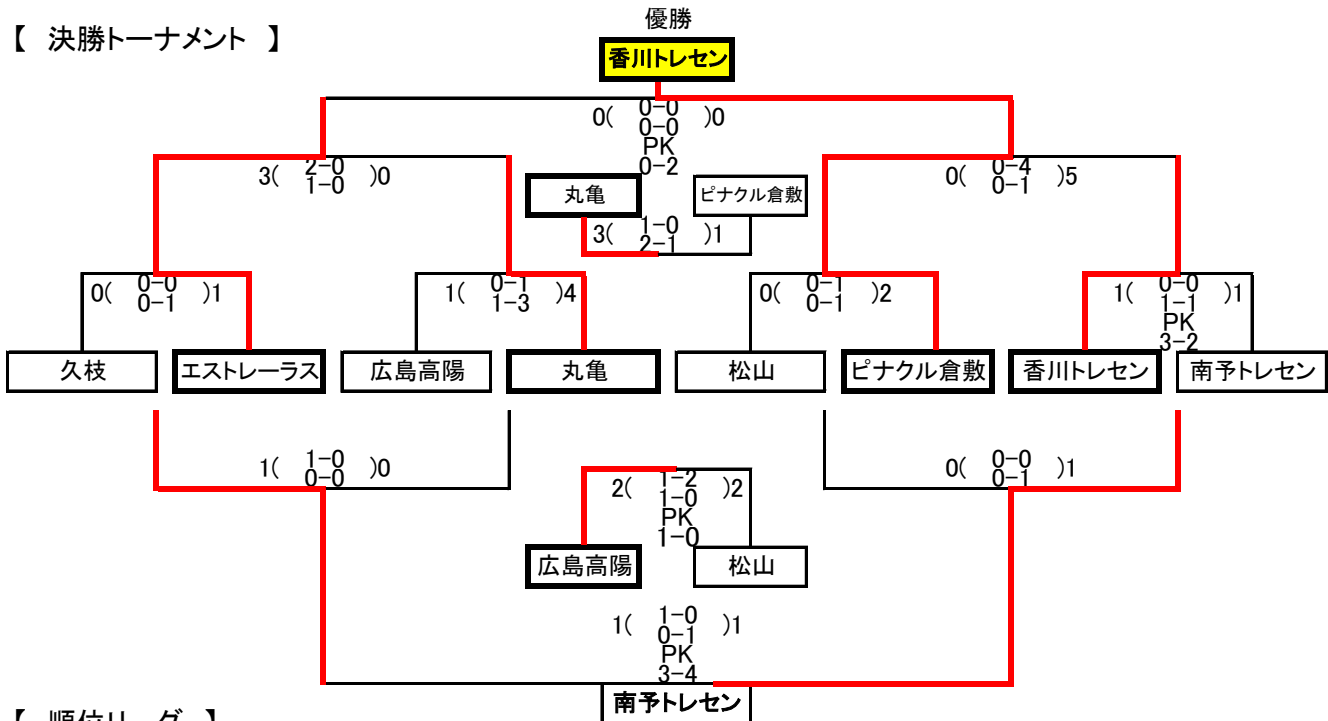 優勝
【 決勝トーナメント 】
香川トレセン
0( 0-0 )0
0-0
PK
0-2
3( 2-0 )0
1-0
0( 0-4 )5
0-1
丸亀
ピナクル倉敷
3( 1-0 )1
2-1
0( 0-0 )1
0-1
1( 0-1 )4
1-3
0( 0-1 )2
0-1
1( 0-0 )1
1-1
PK
3-2
久枝
エストレーラス
広島高陽
丸亀
松山
ピナクル倉敷
香川トレセン
南予トレセン
1( 1-0 )0
0-0
0( 0-0 )1
0-1
2( 1-2 )2
1-0
PK
1-0
広島高陽
松山
1( 1-0 )1
0-1
PK
3-4
南予トレセン
【 順位リーグ 】